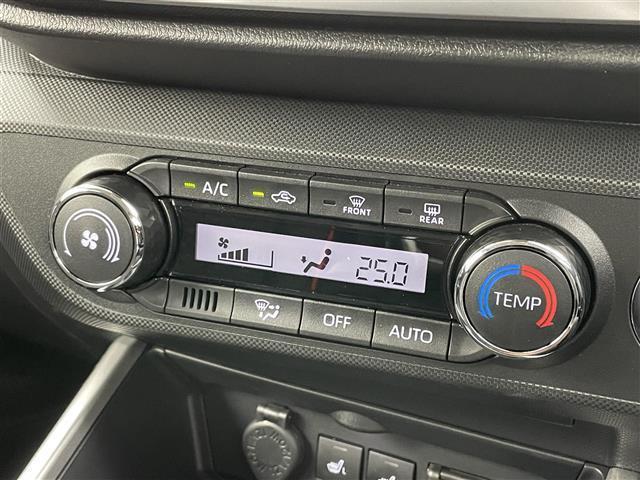 A/C
FRONT
REAR
25.0
TEMP
OFF
AUTO